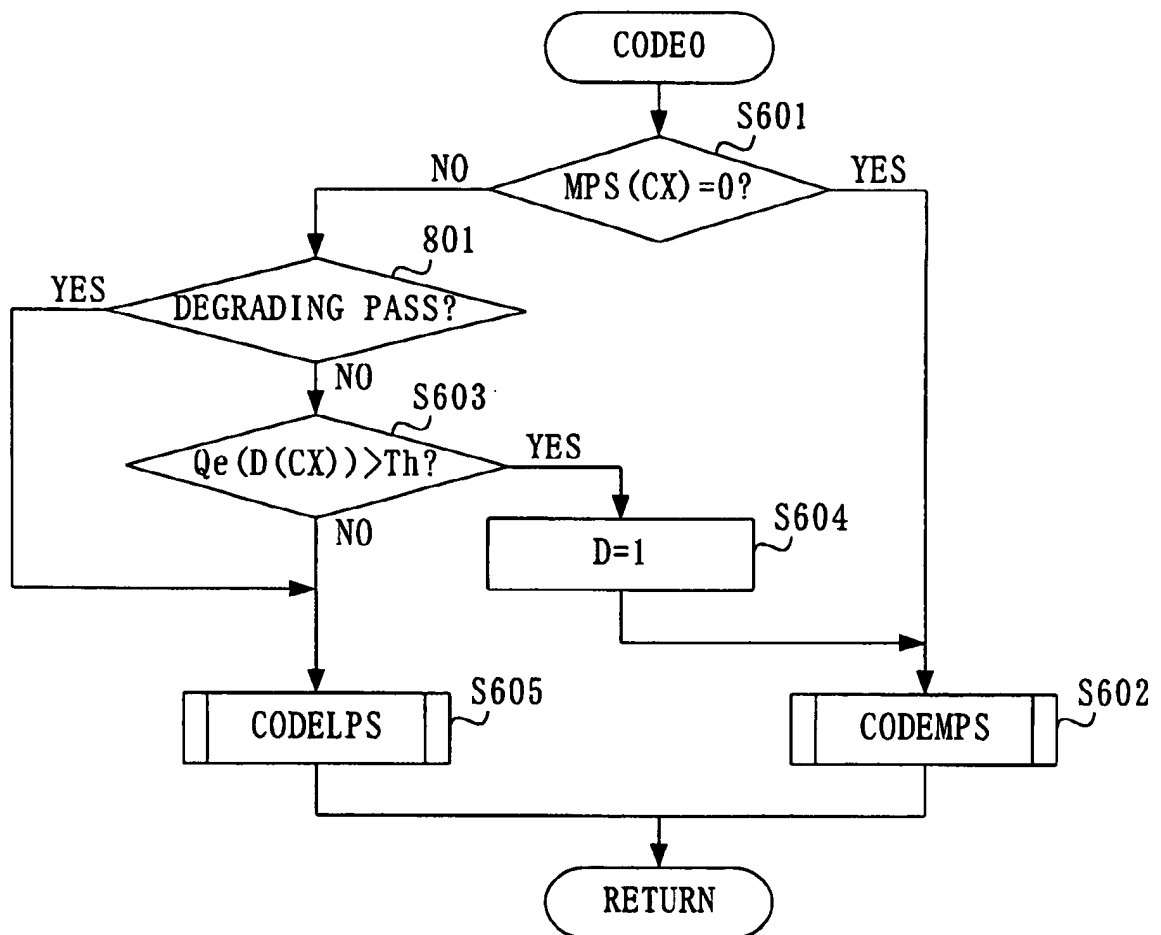 CODE0
S601
NO
MPS(CX)=0?
YES
801
YES
DEGRADING PASS?
NO
S603
Qe(D(CX))>Th?
YES
NO
S604
D=1
S605
CODELPS
S602
CODEMPS
RETURN